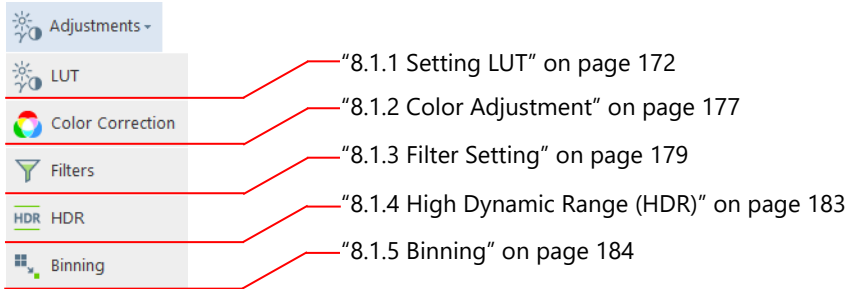 Adjustments
LUT
“8.1.1 Setting LUT” on page 172
Color Correction
“8.1.2 Color Adjustment” on page 177
Filters
“8.1.3 Filter Setting” on page 179
HDR HDR
“8.1.4 High Dynamic Range (HDR)” on page 183
Binning
“8.1.5 Binning” on page 184